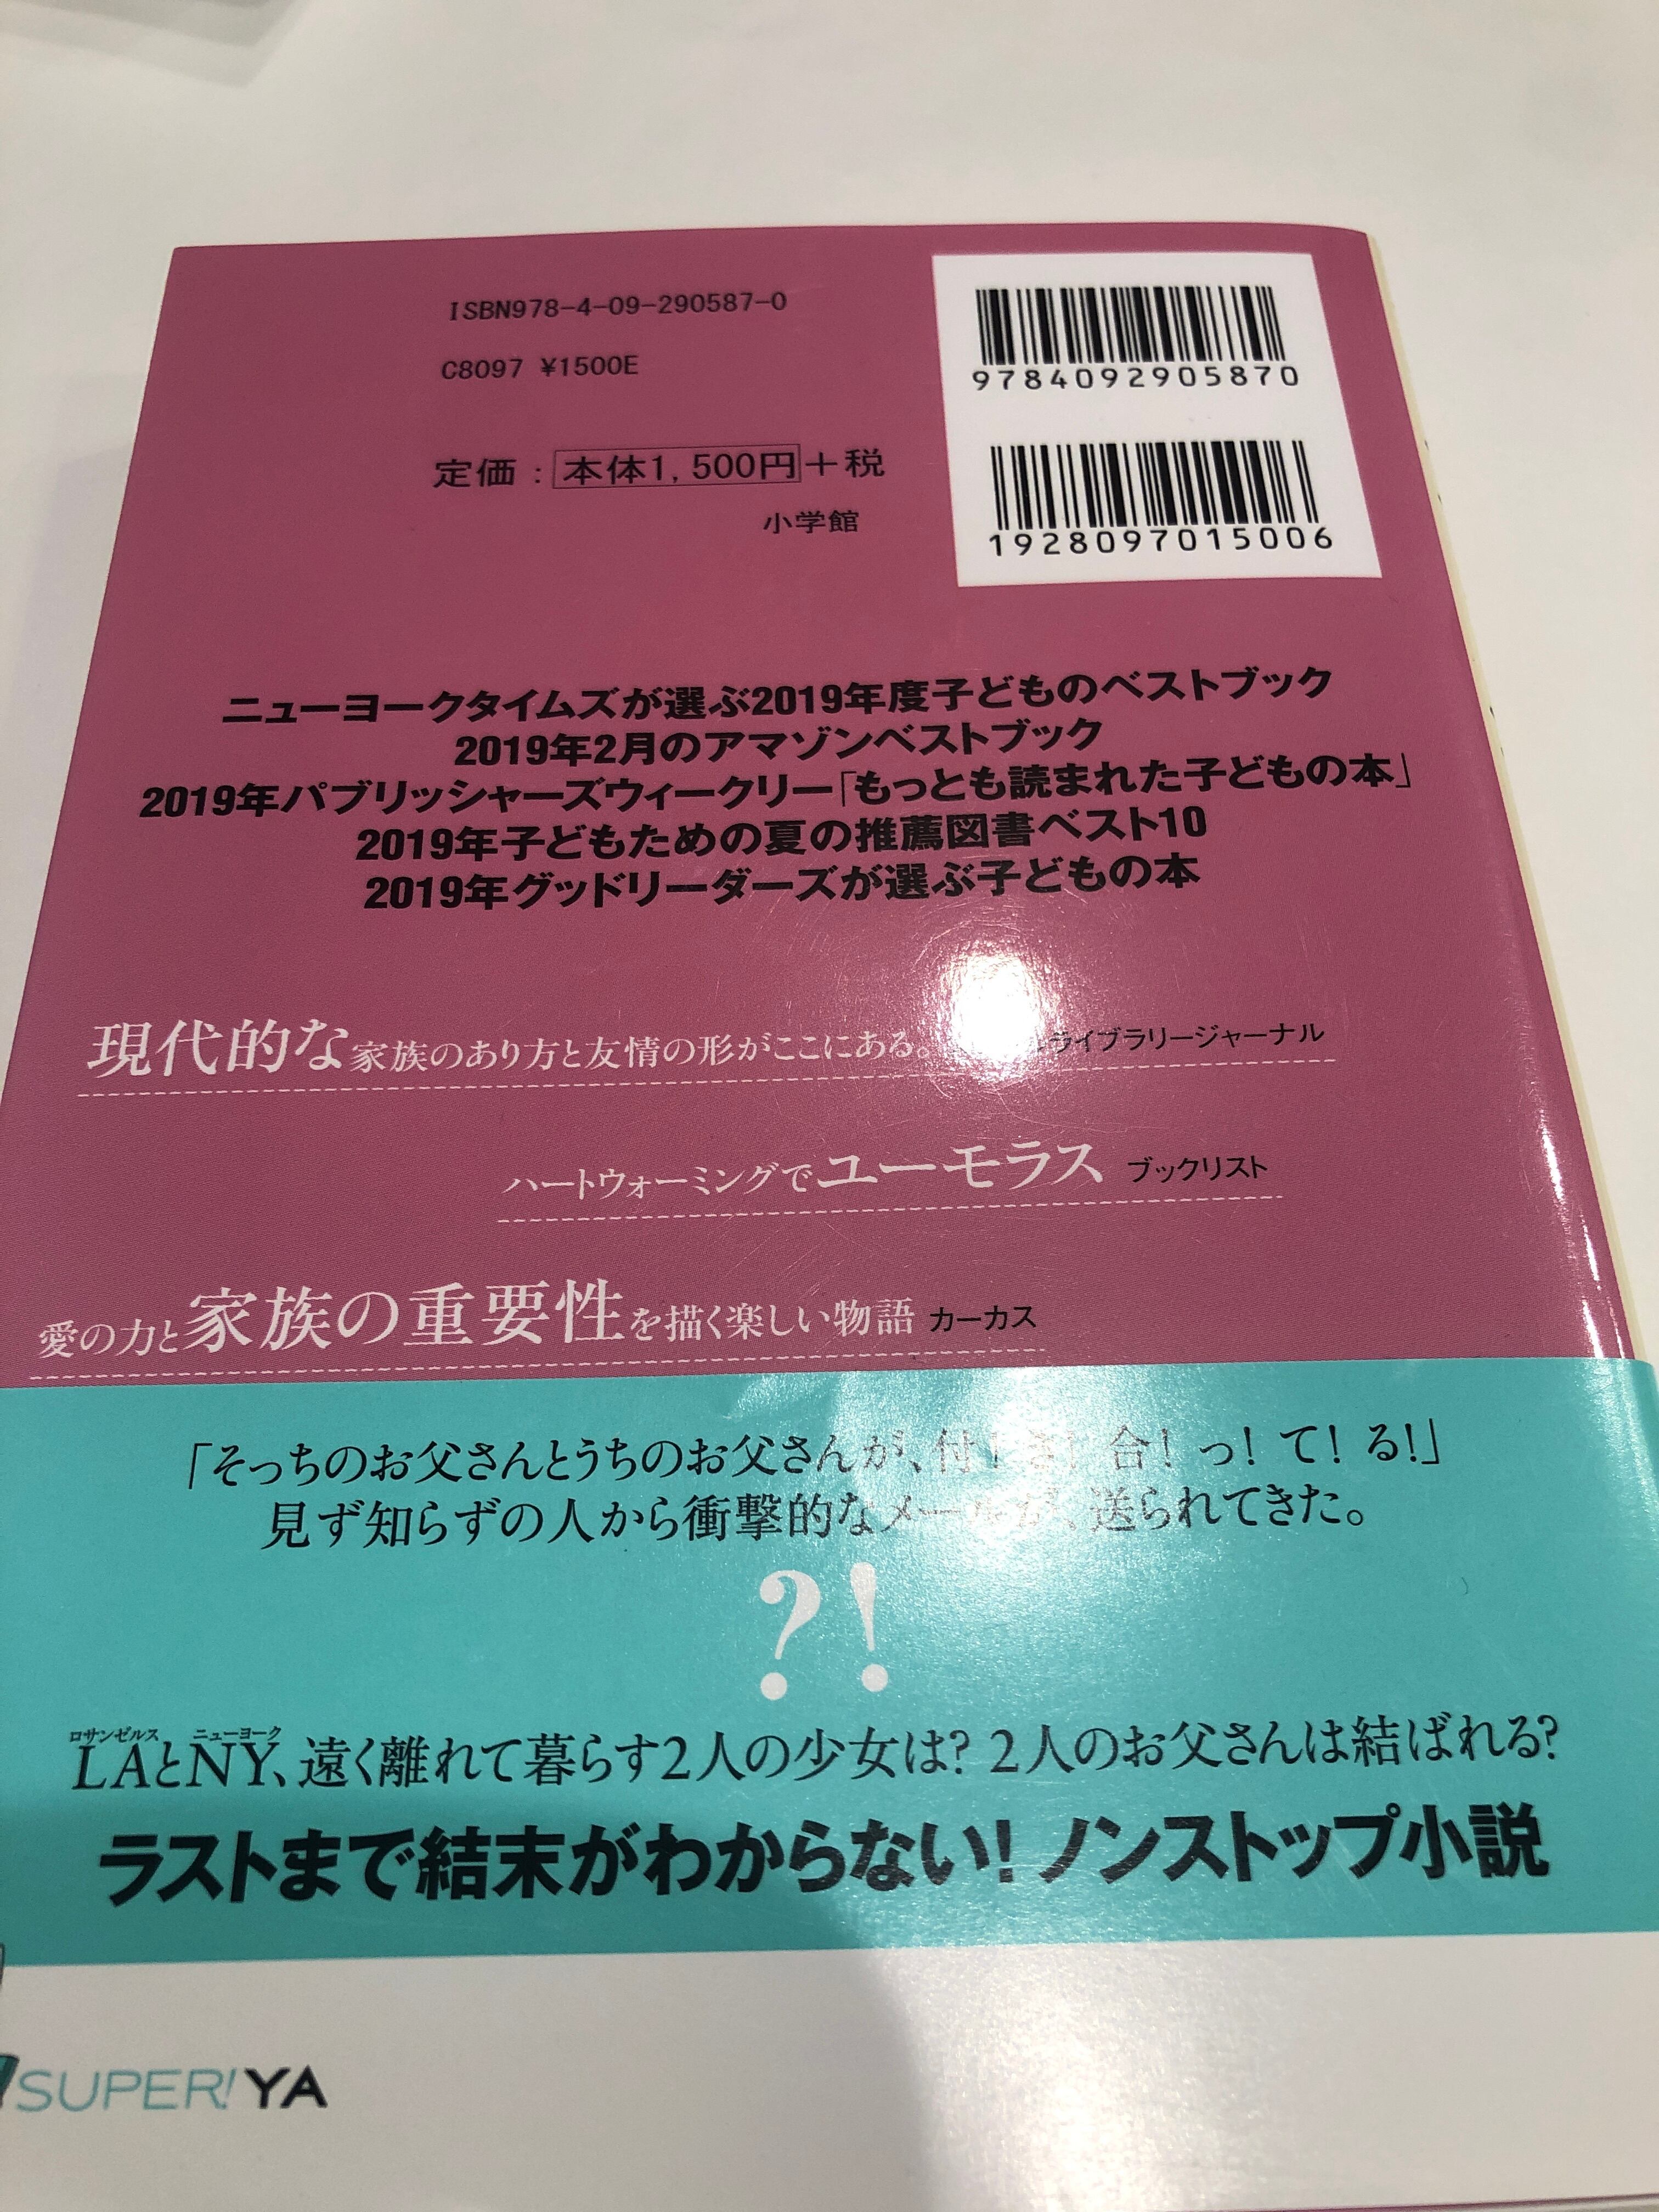 ISBN978-4-09-290587-0
C8097 ¥1500E
定価：本体1,500円＋税
小学館
9784092905870
1928097015006
ニューヨークタイムズが選ぶ2019年度子どものベストブック
2019年2月のアマゾンベストブック
2019年パブリッシャーズウィークリー「もっとも読まれた子どもの本」
2019年子どもための夏の推薦図書ベスト10
2019年グッドリーダーズが選ぶ子どもの本
現代的な家族のあり方と友情の形がここにある。 ライブラリージャーナル
ハートウォーミングでユーモラス ブックリスト
愛の力と家族の重要性を描く楽しい物語 カーカス
「そっちのお父さんとうちのお父さんが、付！き！合！っ！て！る！」
見ず知らずの人から衝撃的なメールが、送られてきた。
?!
ロサンゼルス ニューヨーク
LAとNY、遠く離れて暮らす2人の少女は? 2人のお父さんは結ばれる?
ラストまで結末がわからない！ノンストップ小説
SUPER!YA